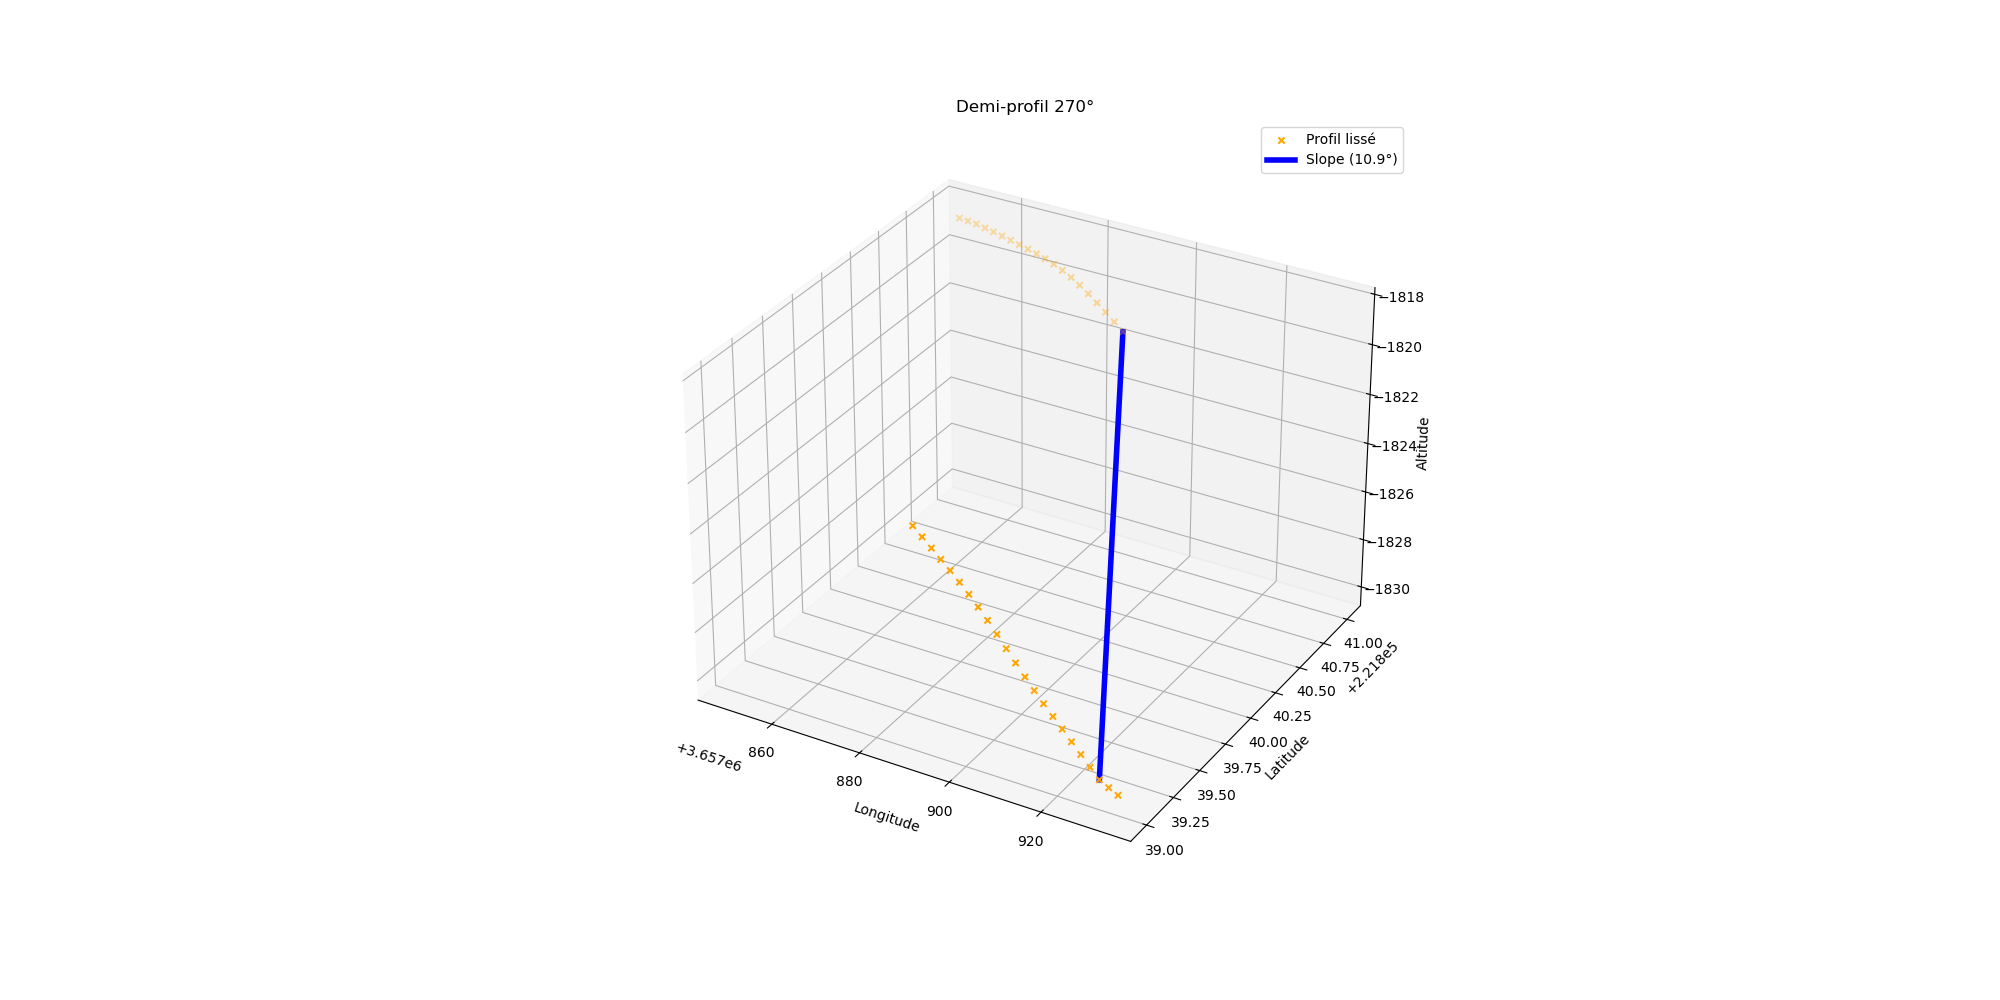 Demi-profil 270°
Profil lissé
Slope (10.9°)
−1818
−1820
−1822
−1824
−1826
−1828
−1830
Altitude
41.00
40.75
40.50
40.25
40.00
39.75
39.50
39.25
39.00
+2.218e5
Latitude
860
880
900
920
+3.657e6
Longitude